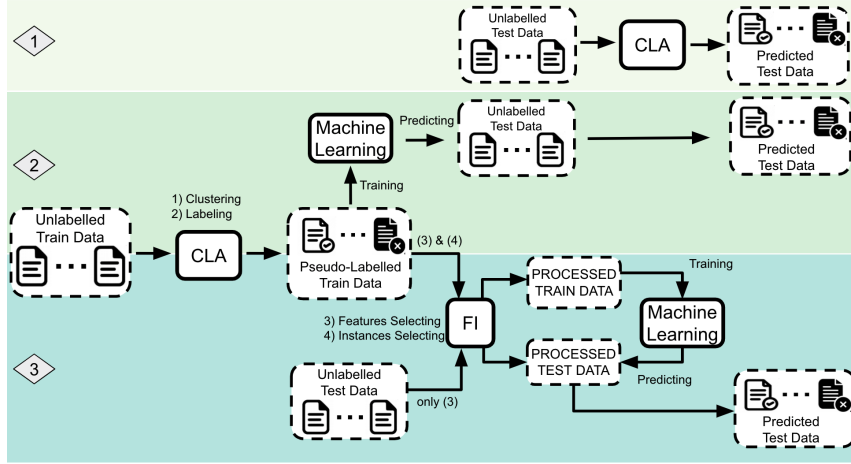 1
Unlabelled
Test Data
CLA
Predicted
Test Data
2
Machine
Learning
Predicting
Unlabelled
Test Data
Predicted
Test Data
Training
1) Clustering
2) Labeling
Unlabelled
Train Data
CLA
Pseudo-Labelled
Train Data
(3) & (4)
3
3) Features Selecting
4) Instances Selecting
FI
PROCESSED
TRAIN DATA
Training
Machine
Learning
PROCESSED
TEST DATA
Predicting
Unlabelled
Test Data
only (3)
Predicted
Test Data